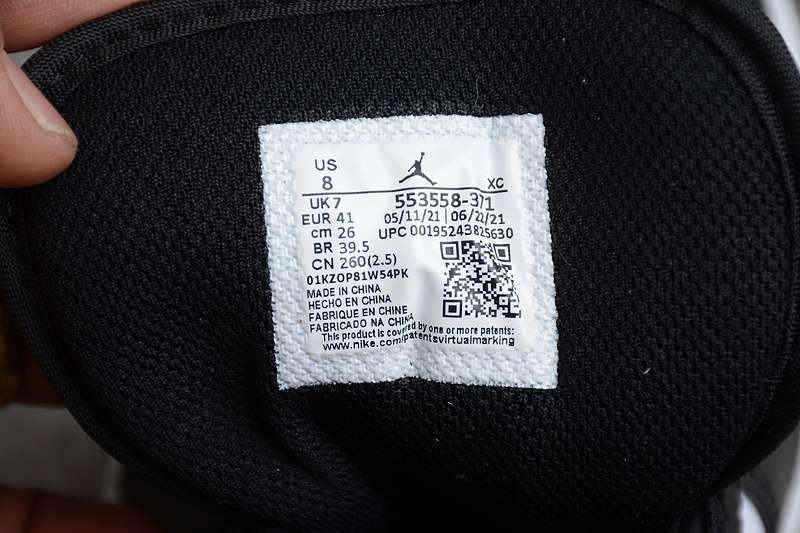 US
8
XC
UK 7 553558-371
EUR 41 05/11/21 | 06/22/21
cm 26 UPC 00195243825630
BR 39.5
CN 260(2.5)
01KZOP81W54PK
MADE IN CHINA
HECHO EN CHINA
FABRIQUE EN CHINE
FABRICADO NA CHINA
This product is covered by one or more patents:
www.nike.com/patentsvirtualmarking